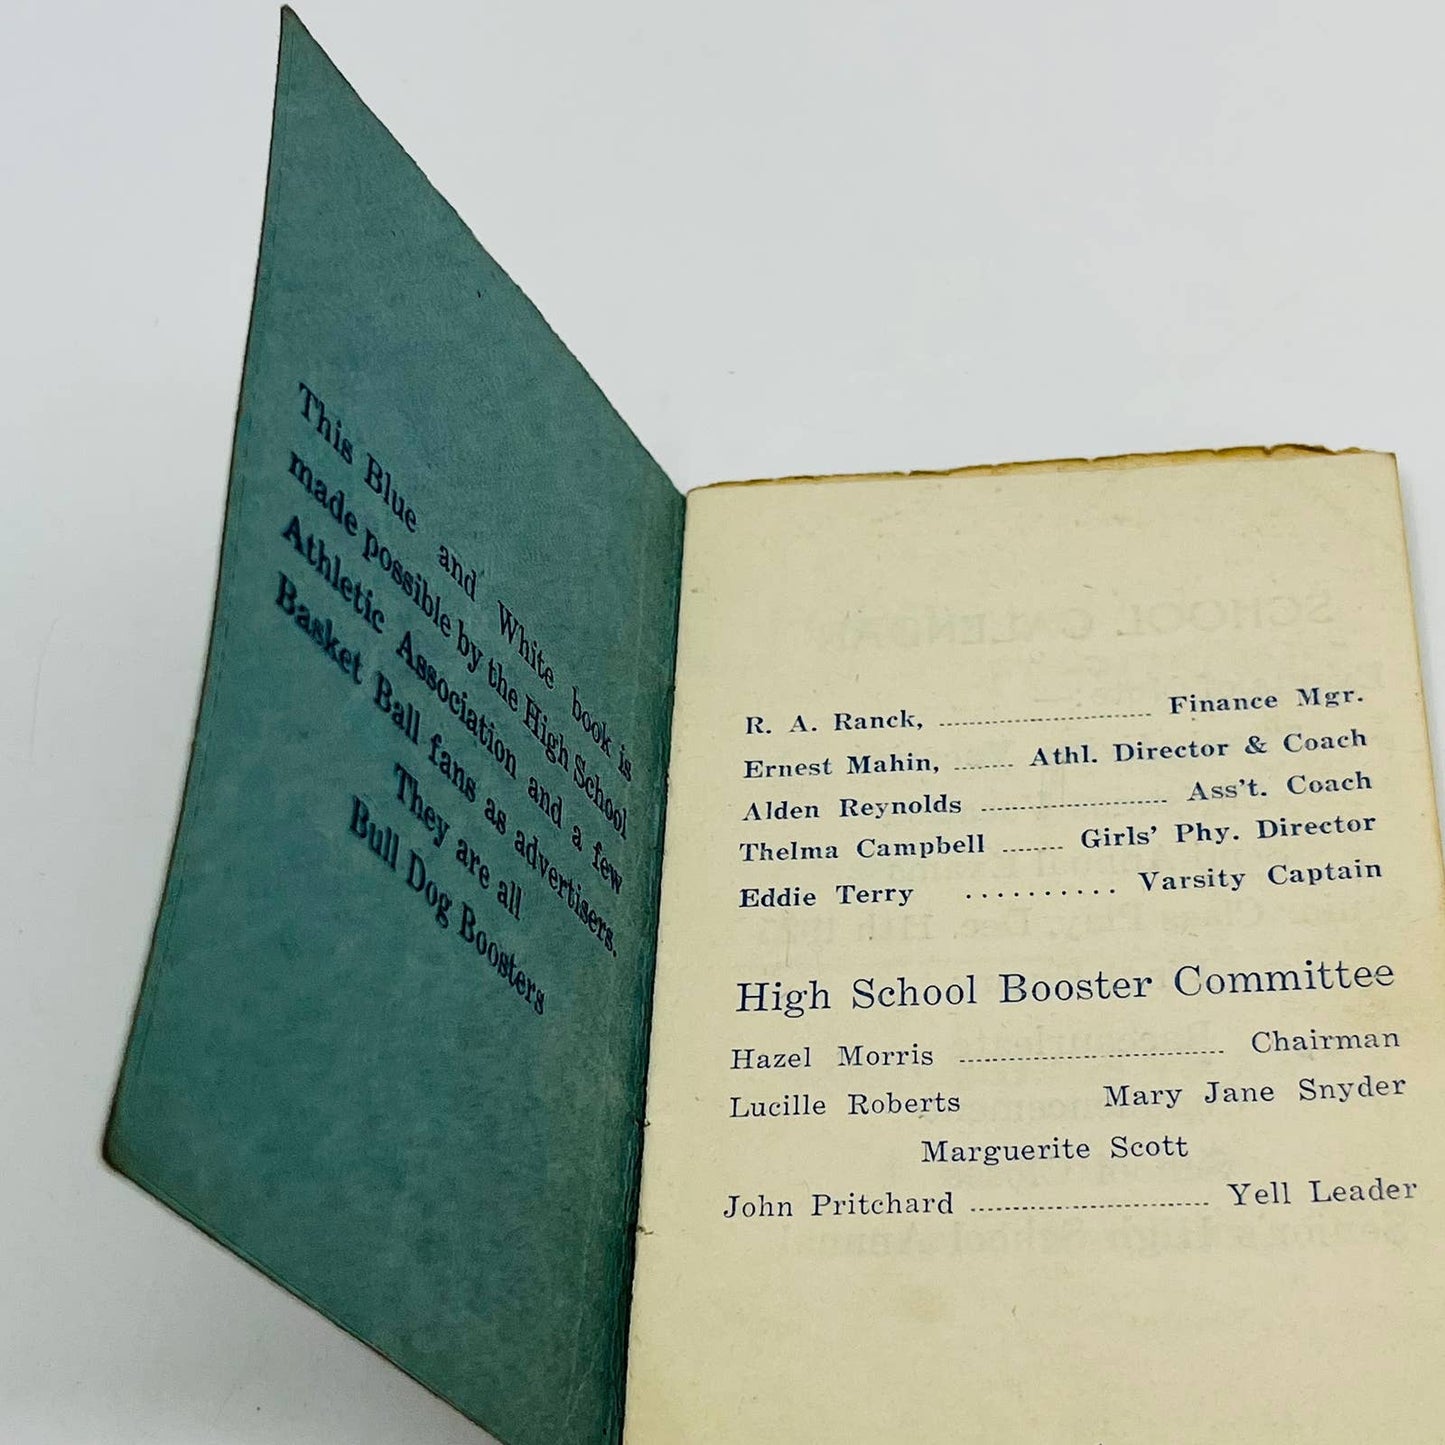 This Blue and White book is
made possible by the High School
Athletic Association and a few
Basket Ball fans as advertisers.
They are all
Bull Dog Boosters
R. A. Ranck, ........................ Finance Mgr.
Ernest Mahin, ........ Athl. Director & Coach
Alden Reynolds ........................ Ass't. Coach
Thelma Campbell ........ Girls' Phy. Director
Eddie Terry .......... Varsity Captain
High School Booster Committee
Hazel Morris ................................ Chairman
Lucille Roberts Mary Jane Snyder
Marguerite Scott
John Pritchard ............................ Yell Leader